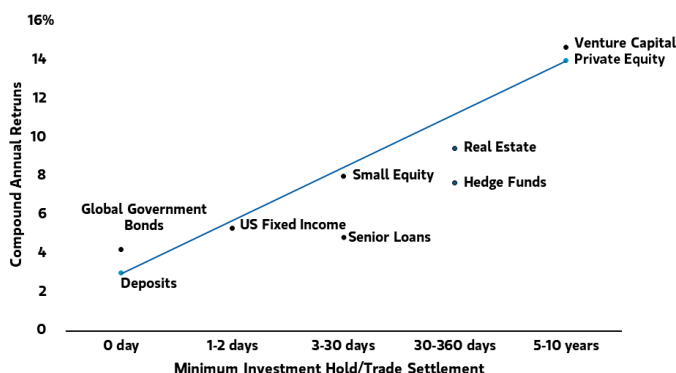 16%
14
12
10
8
6
4
2
0
Compound Annual Retruns
Venture Capital
Private Equity
Real Estate
Small Equity
Hedge Funds
Global Government
Bonds
US Fixed Income
Senior Loans
Deposits
0 day
1-2 days
3-30 days
30-360 days
5-10 years
Minimum Investment Hold/Trade Settlement